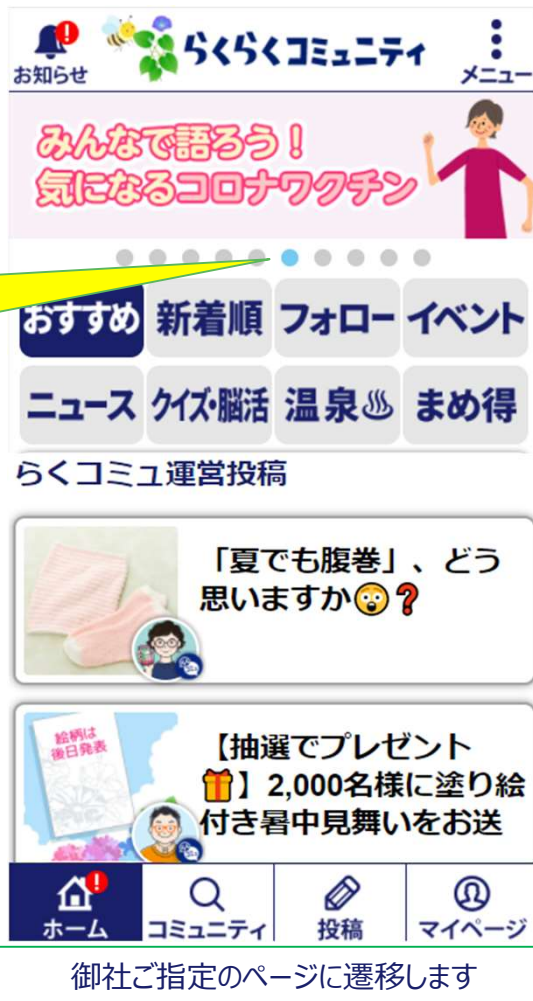 お知らせ
らくらくコミュニティ
メニュー
みんなで語ろう！
気になるコロナワクチン
おすすめ 新着順 フォロー イベント
ニュース クイズ・脳活 温泉♨ まめ得
らくコミュ運営投稿
「夏でも腹巻」、どう
思いますか😮❓
絵柄は
後日発表
【抽選でプレゼント
🎁】2,000名様に塗り絵
付き暑中見舞いをお送
ホーム コミュニティ 投稿 マイページ
御社ご指定のページに遷移します